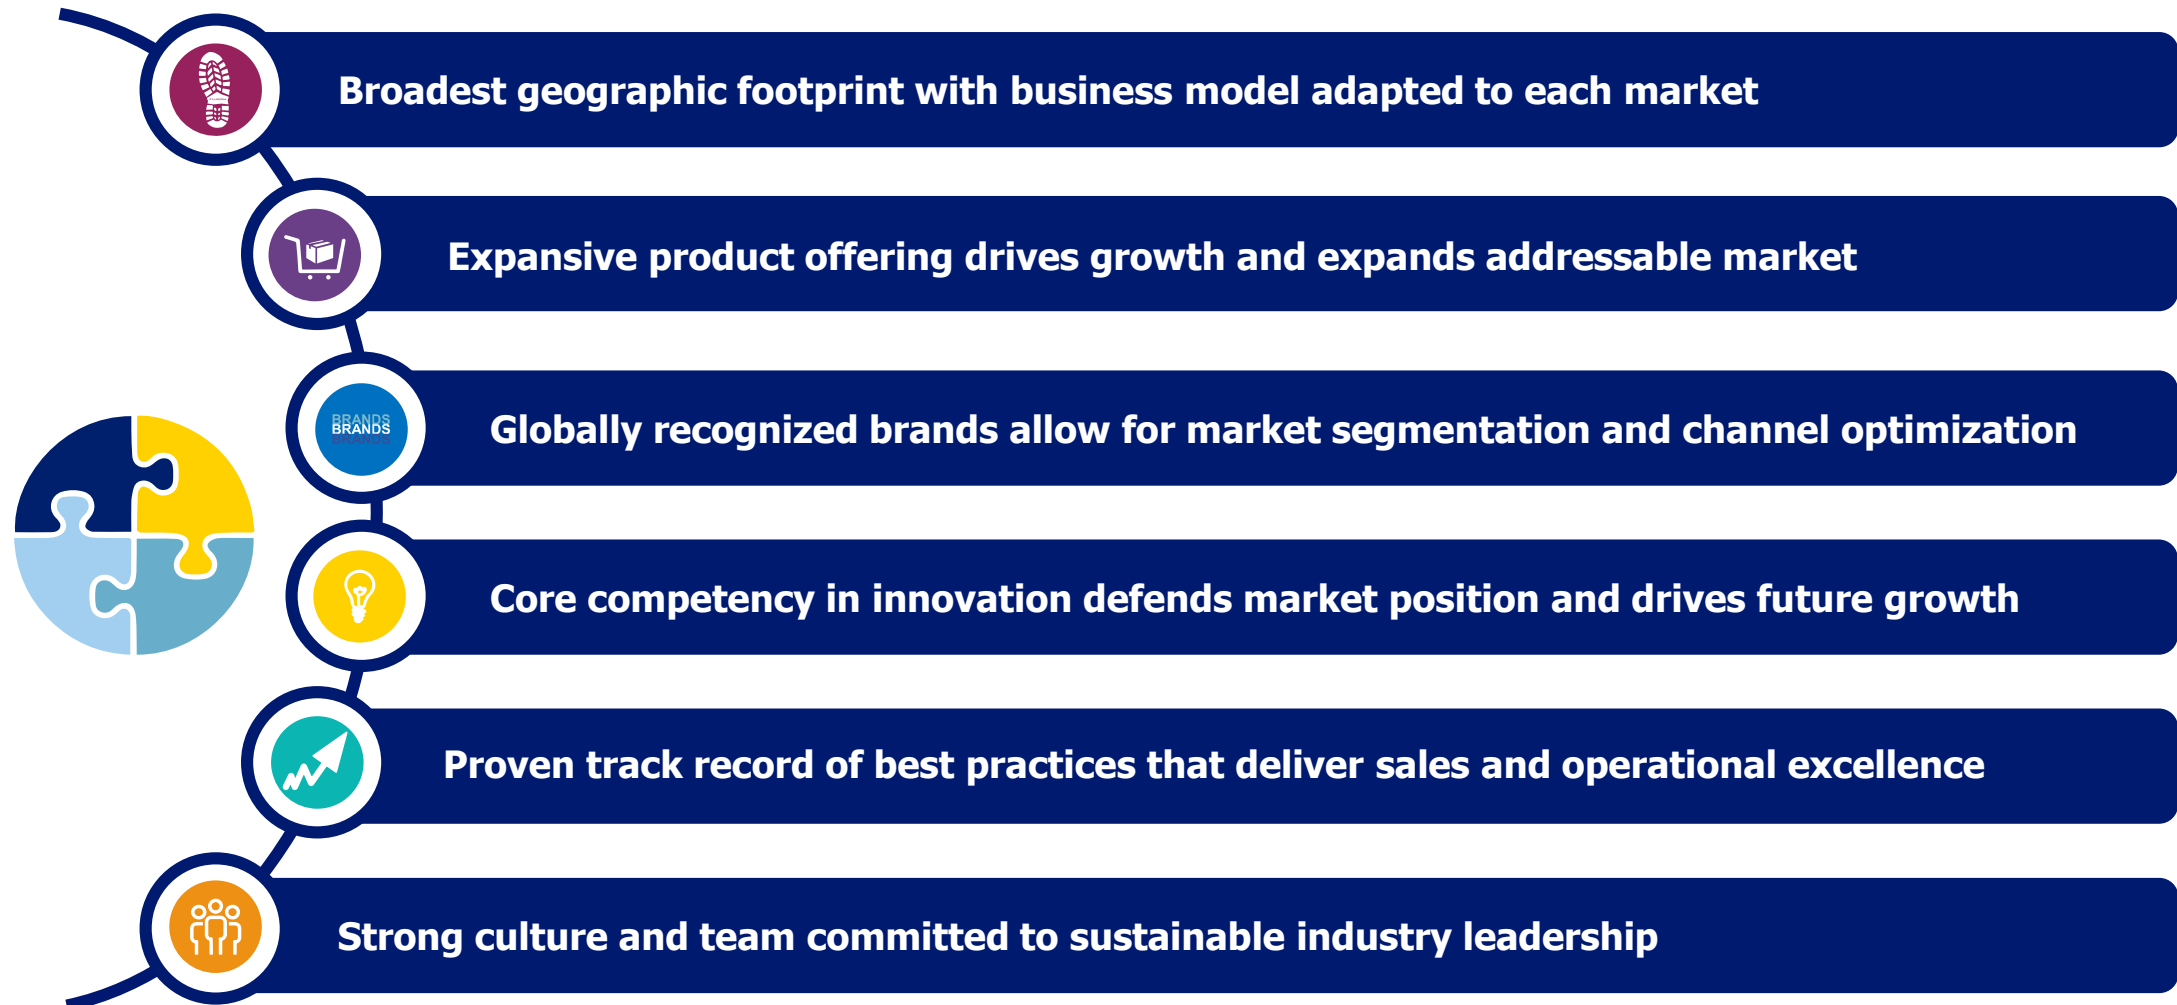 Broadest geographic footprint with business model adapted to each market
Expansive product offering drives growth and expands addressable market
BRANDS
BRANDS
BRANDS
Globally recognized brands allow for market segmentation and channel optimization
Core competency in innovation defends market position and drives future growth
Proven track record of best practices that deliver sales and operational excellence
Strong culture and team committed to sustainable industry leadership